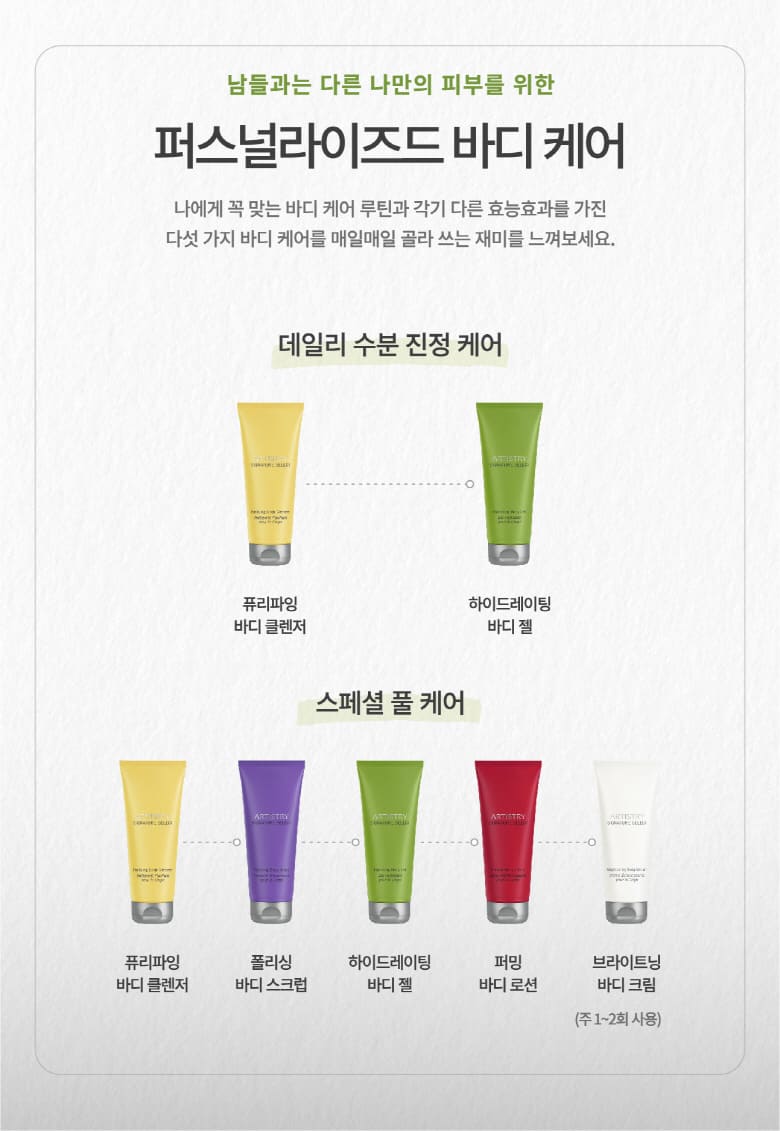 남들과는 다른 나만의 피부를 위한
퍼스널라이즈드 바디 케어
나에게 꼭 맞는 바디 케어 루틴과 각기 다른 효능효과를 가진
다섯 가지 바디 케어를 매일매일 골라 쓰는 재미를 느껴보세요.
데일리 수분 진정 케어
ARTISTRY
ARTISTRY
퓨리파잉
바디 클렌저
하이드레이팅
바디 젤
스페셜 풀 케어
ARTISTRY
ARTISTRY
ARTISTRY
ARTISTRY
ARTISTRY
퓨리파잉
바디 클렌저
폴리싱
바디 스크럽
하이드레이팅
바디 젤
퍼밍
바디 로션
브라이트닝
바디 크림
(주 1~2회 사용)